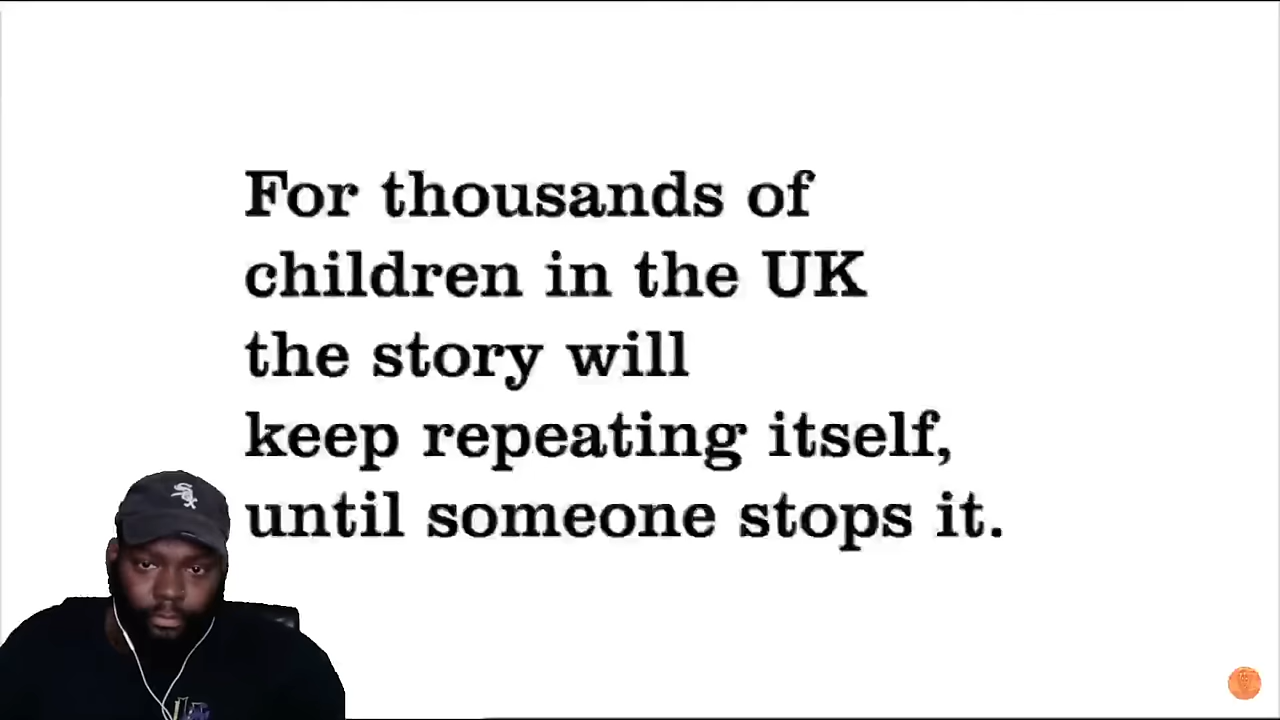 For thousands of
children in the UK
the story will
keep repeating itself,
until someone stops it.